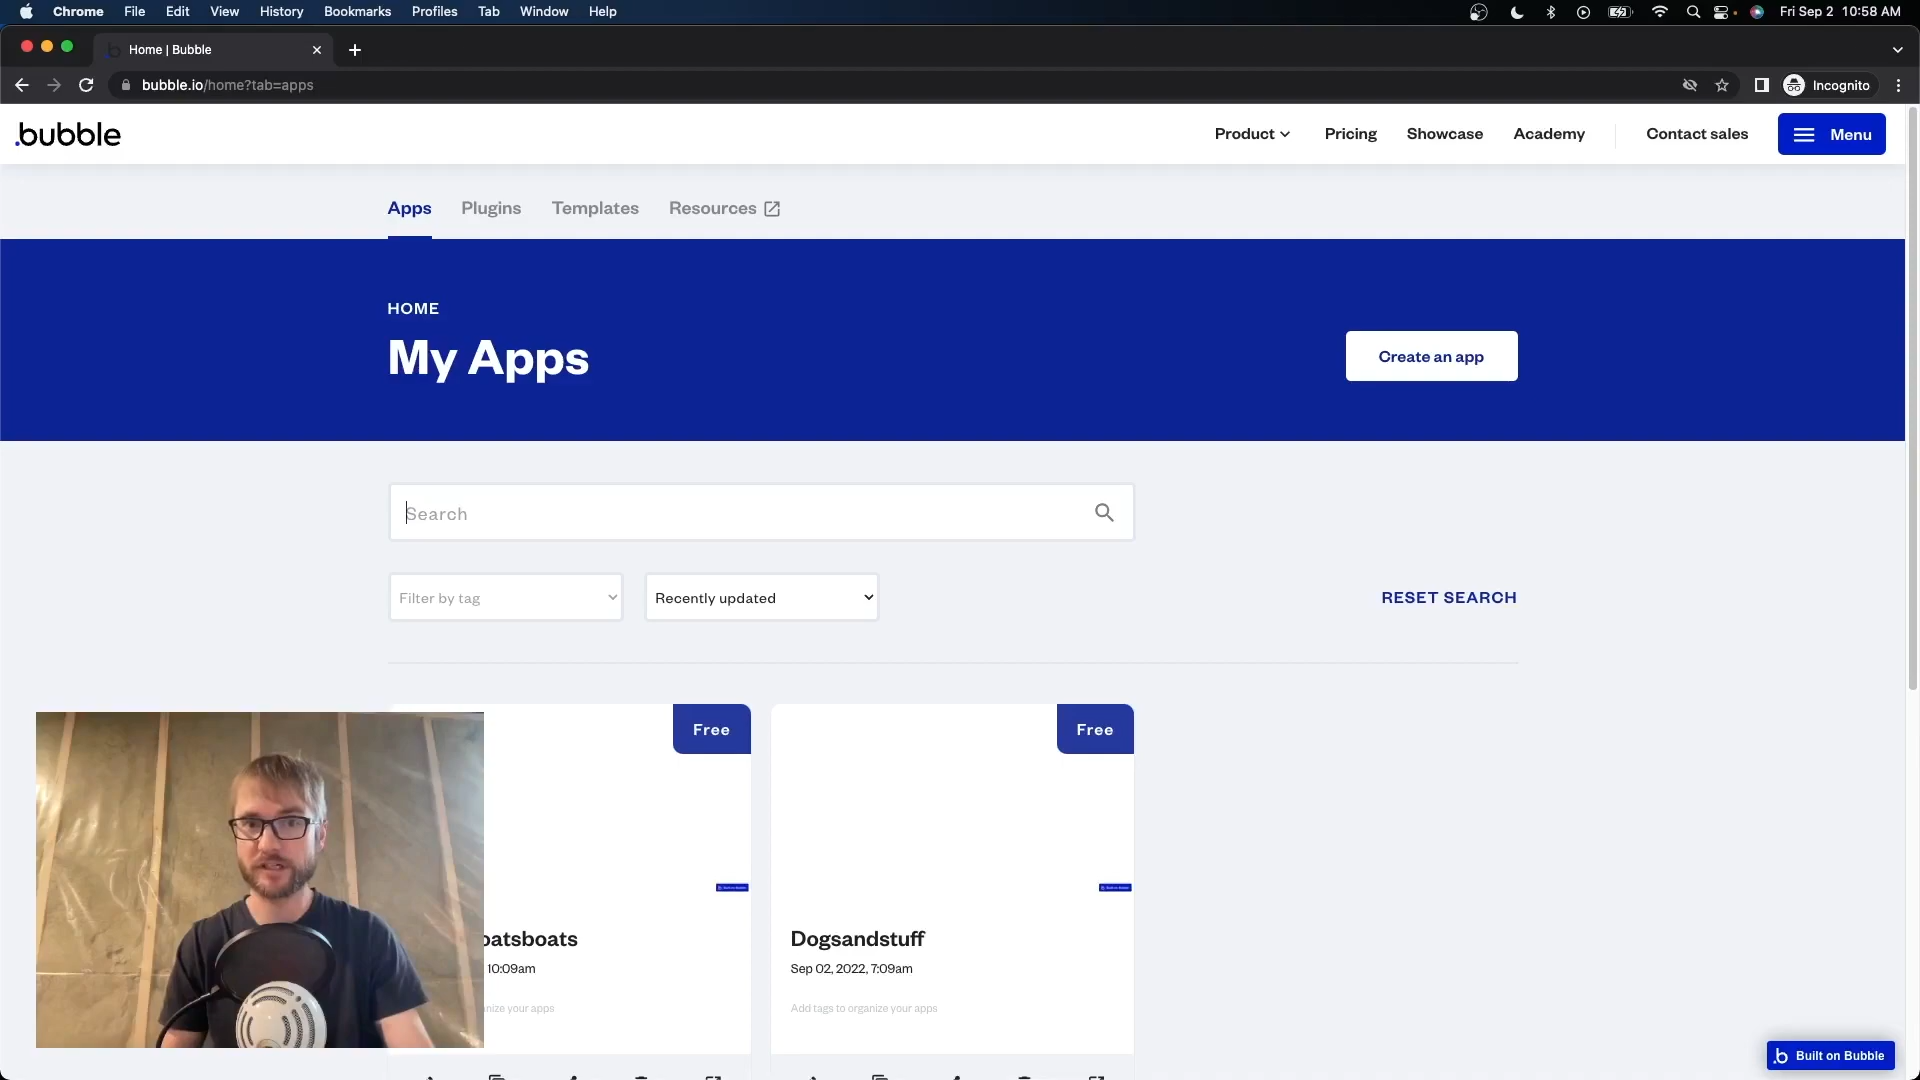 Chrome File Edit View History Bookmarks Profiles Tab Window Help Fri Sep 2 10:58 AM
Home | Bubble
bubble.io/home?tab=apps Incognito
.bubble Product Pricing Showcase Academy Contact sales Menu
Apps Plugins Templates Resources
HOME
My Apps
Create an app
Search
Filter by tag Recently updated RESET SEARCH
Free Free
oatsboats Dogsandstuff
10:09am Sep 02, 2022, 7:09am
nize your apps Add tags to organize your apps
b Built on Bubble